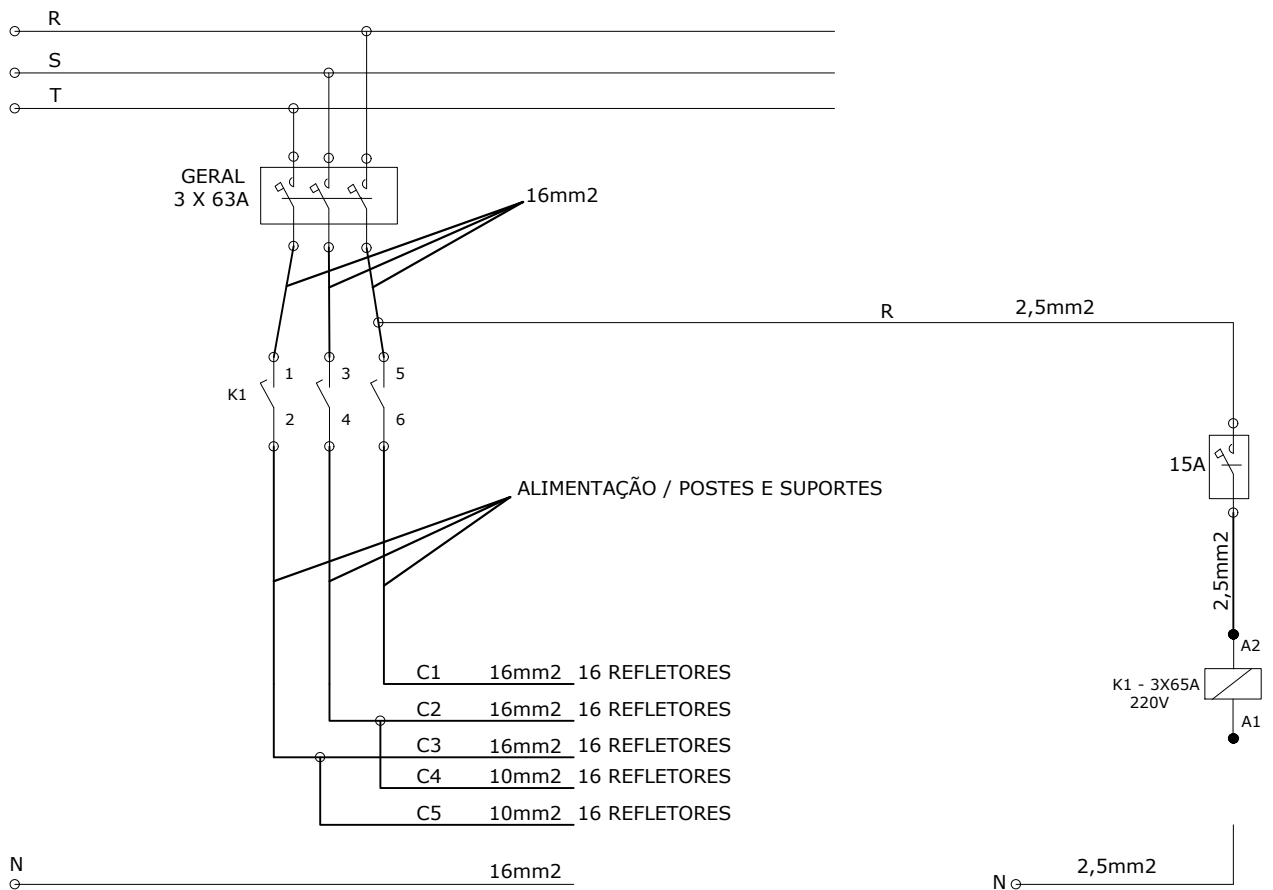 R
S
T
GERAL
3 X 63A
16mm2
R
2,5mm2
K1
1
3
5
2
4
6
15A
ALIMENTAÇÃO / POSTES E SUPORTES
2,5mm2
A2
K1 - 3X65A
220V
A1
C1 16mm2 16 REFLETORES
C2 16mm2 16 REFLETORES
C3 16mm2 16 REFLETORES
C4 10mm2 16 REFLETORES
C5 10mm2 16 REFLETORES
N
16mm2
N
2,5mm2